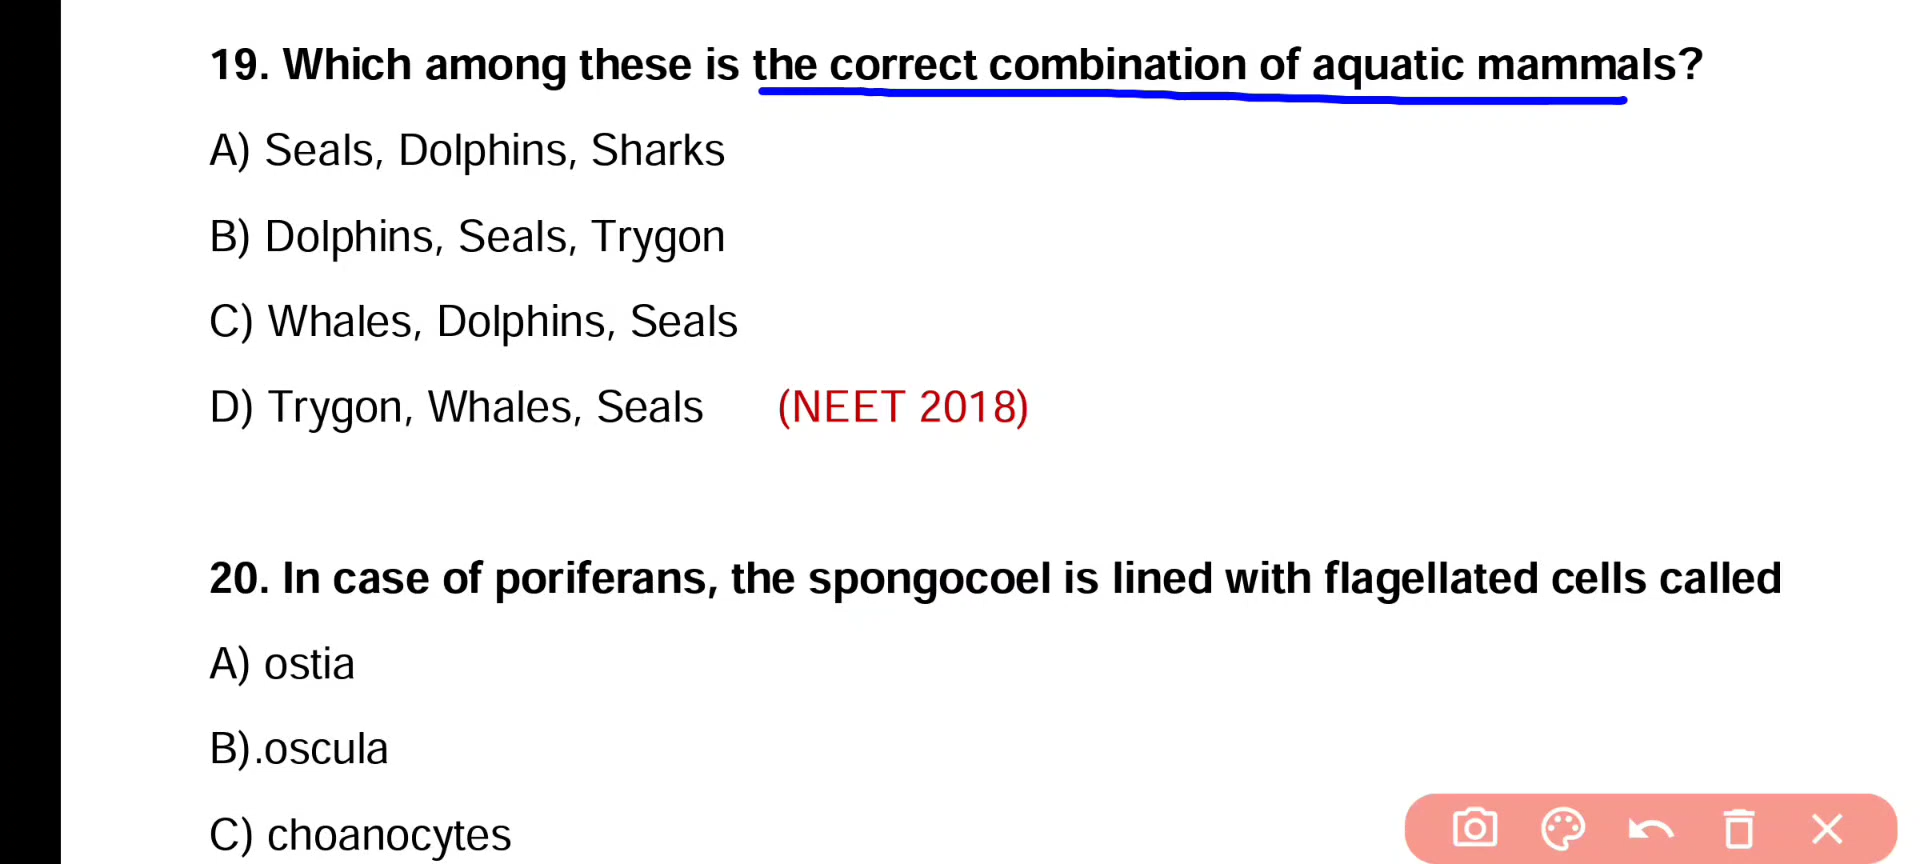 19. Which among these is the correct combination of aquatic mammals?
A) Seals, Dolphins, Sharks
B) Dolphins, Seals, Trygon
C) Whales, Dolphins, Seals
D) Trygon, Whales, Seals (NEET 2018)
20. In case of poriferans, the spongocoel is lined with flagellated cells called
A) ostia
B).oscula
C) choanocytes